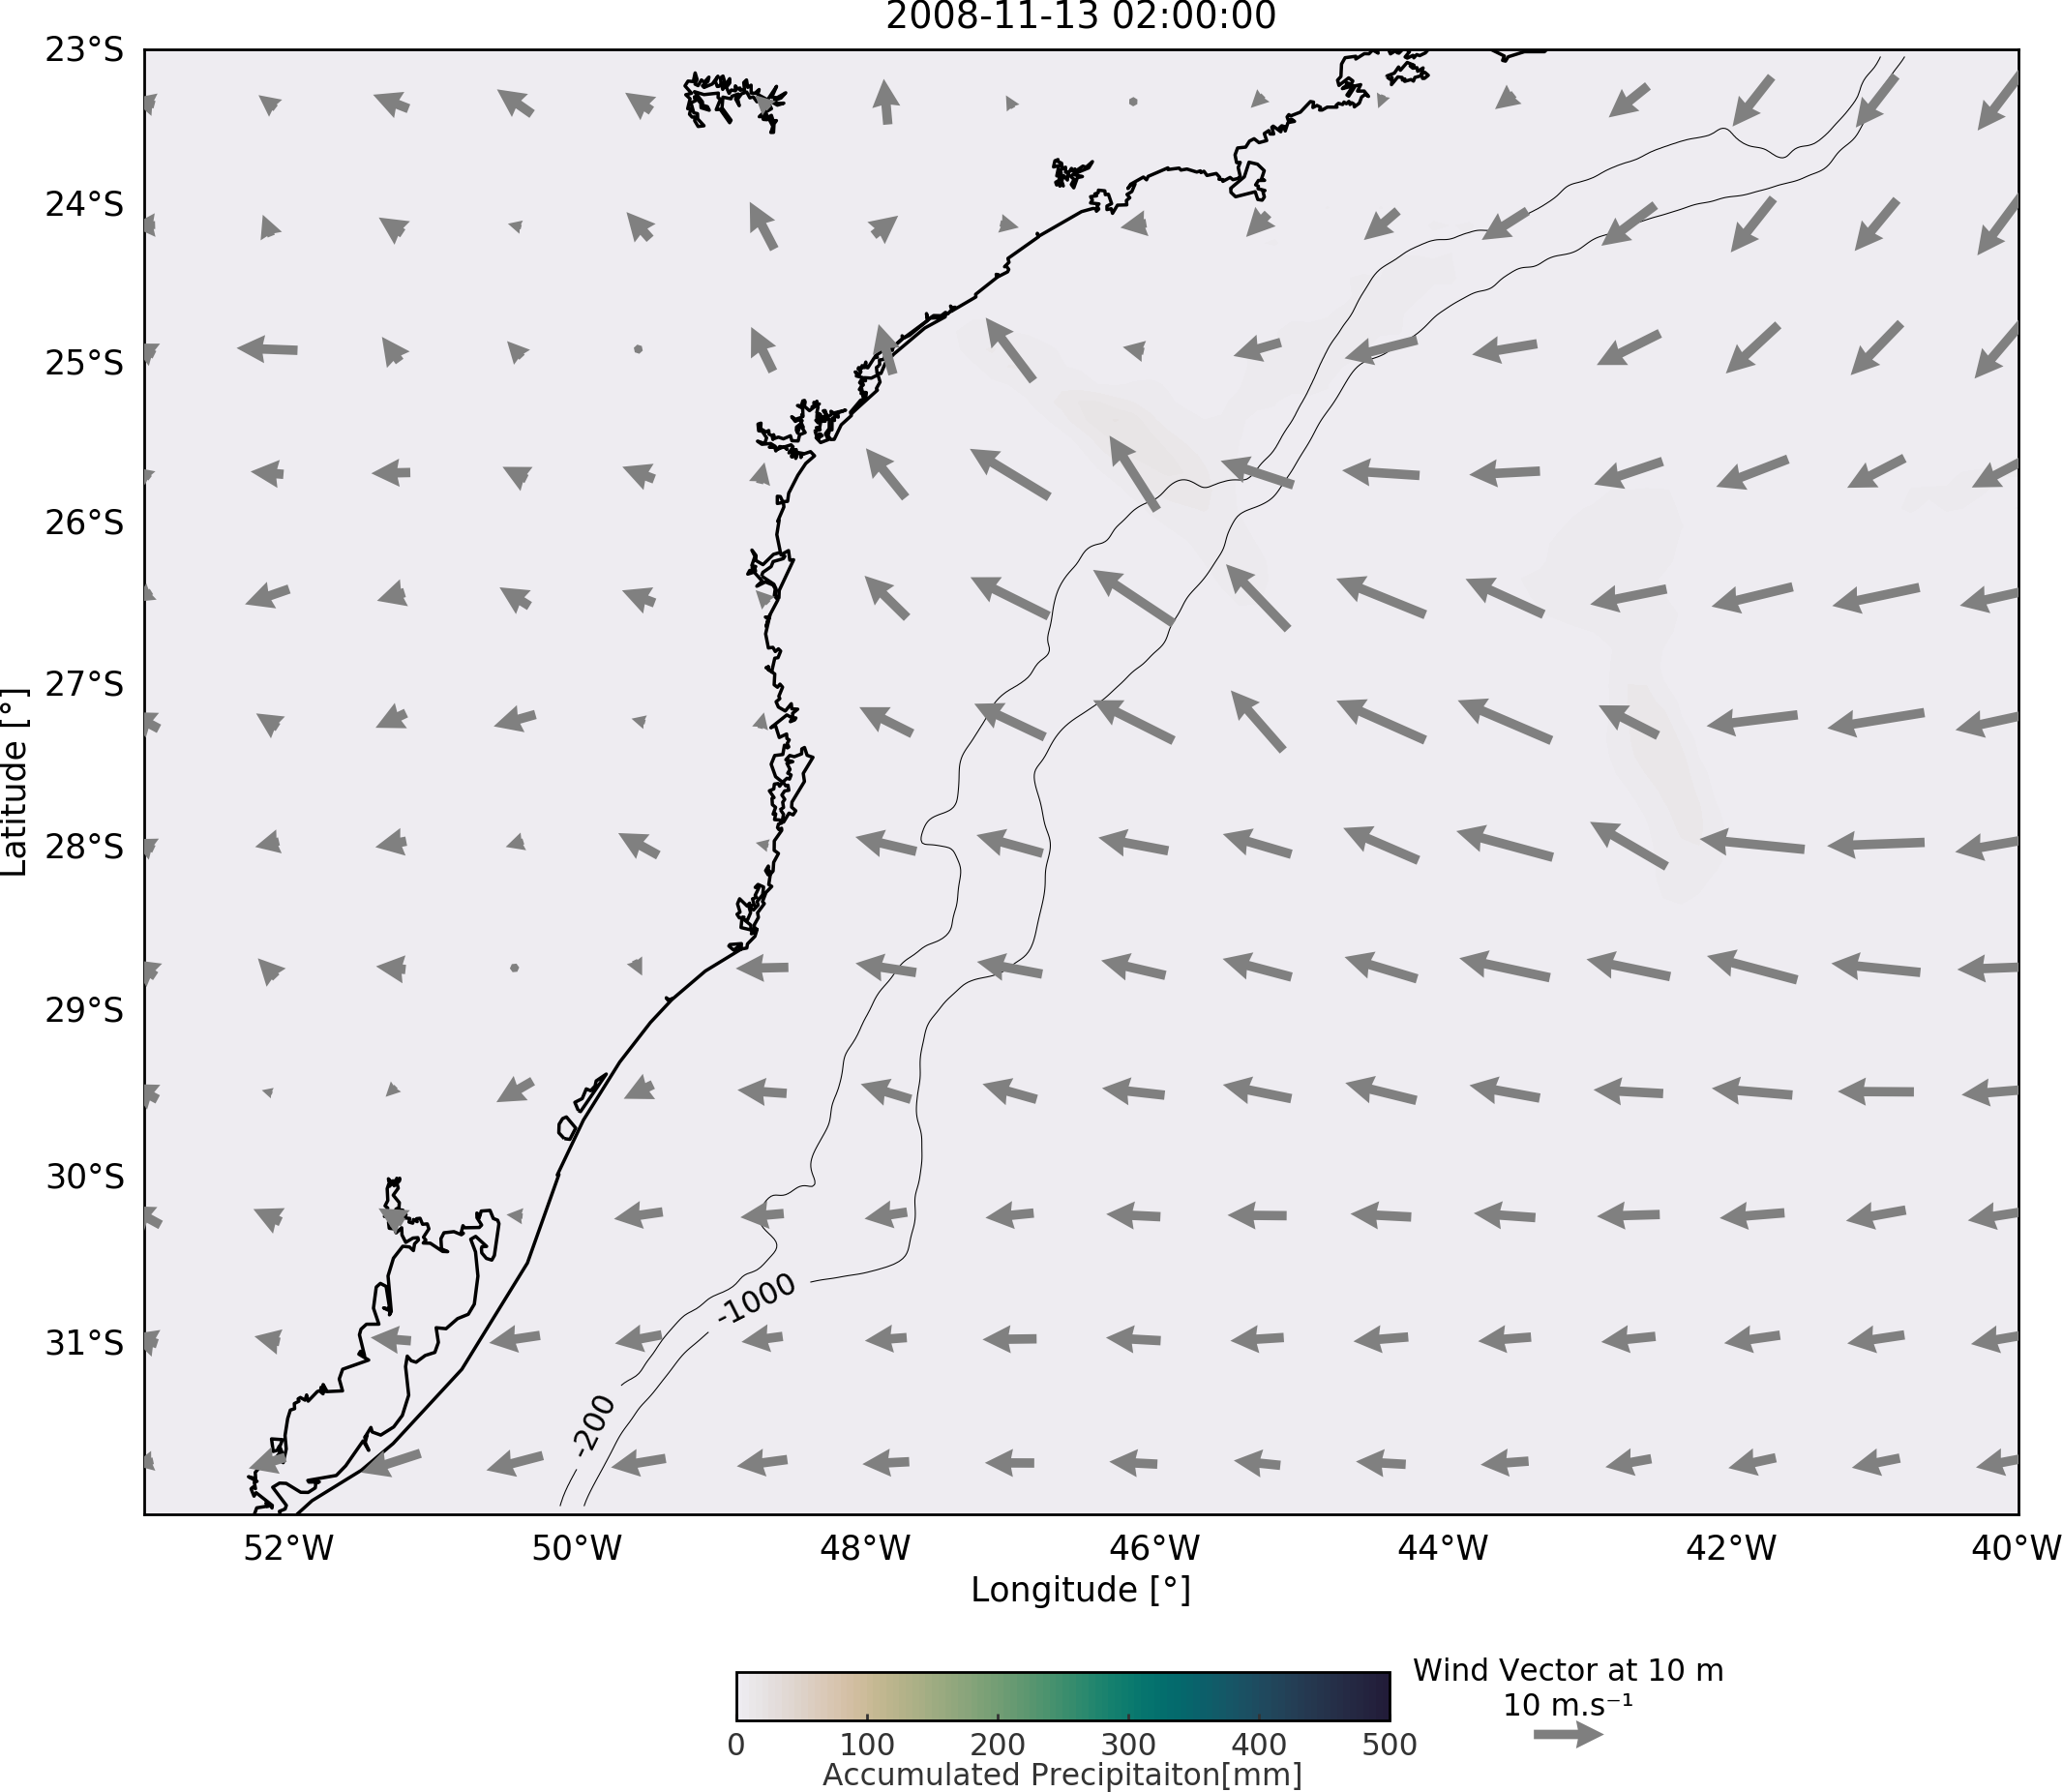 2008-11-13 02:00:00
23°S
24°S
25°S
26°S
27°S
28°S
29°S
30°S
31°S
Latitude [°]
-1000
-200
52°W 50°W 48°W 46°W 44°W 42°W 40°W
Longitude [°]
Wind Vector at 10 m
10 m.s⁻¹
0 100 200 300 400 500
Accumulated Precipitaiton[mm]